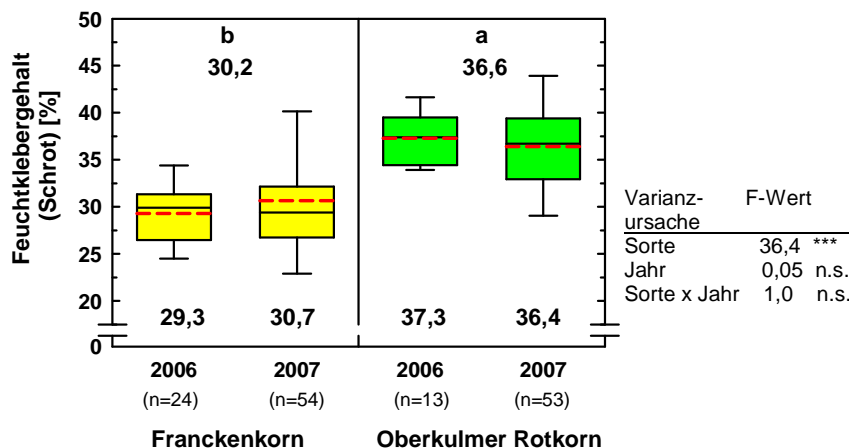 Feuchtklebergehalt
(Schrot) [%]
50
45
40
35
30
25
20
0
b
30,2
a
36,6
29,3
30,7
37,3
36,4
2006
2007
2006
2007
(n=24)
(n=54)
(n=13)
(n=53)
Franckenkorn
Oberkulmer Rotkorn
Varianz- F-Wert
ursache
Sorte 36,4 ***
Jahr 0,05 n.s.
Sorte x Jahr 1,0 n.s.